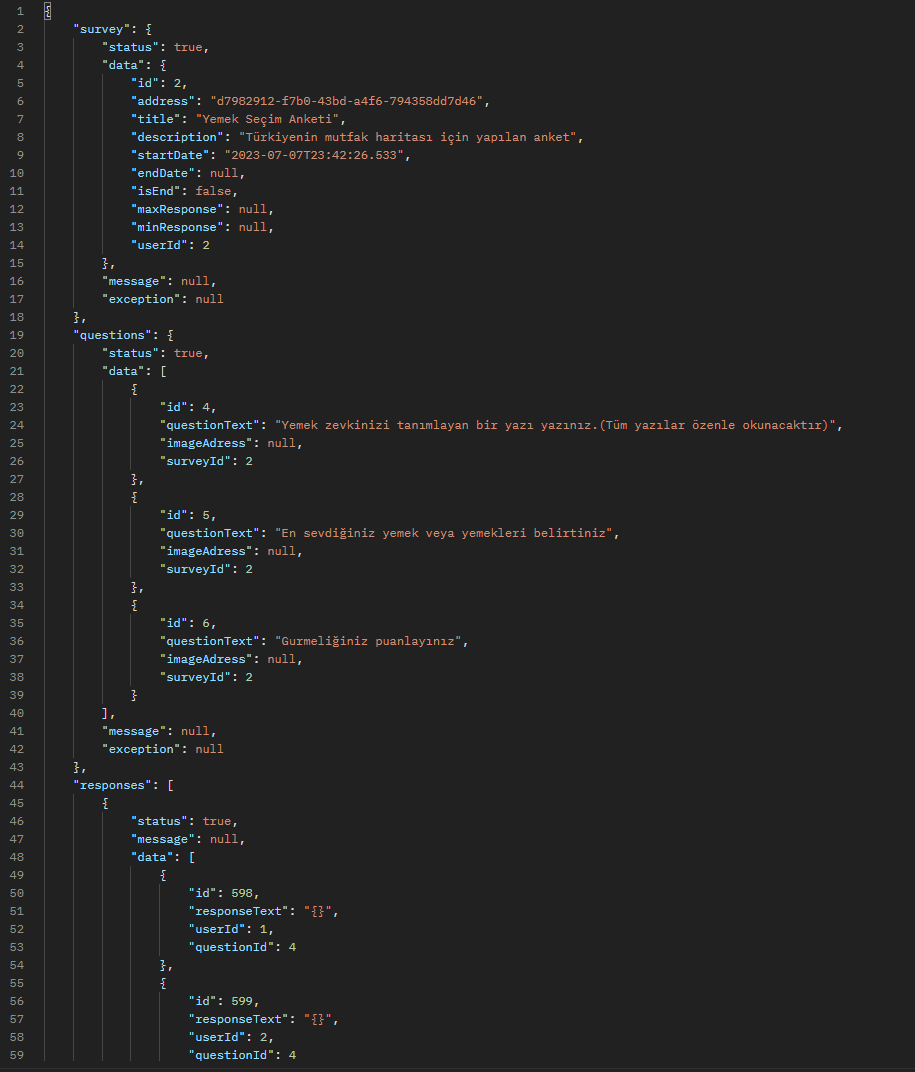 1 {
2 "survey": {
3 "status": true,
4 "data": {
5 "id": 2,
6 "address": "d7982912-f7b0-43bd-a4f6-794358dd7d46",
7 "title": "Yemek Seçim Anketi",
8 "description": "Türkiyenin mutfak haritası için yapılan anket",
9 "startDate": "2023-07-07T23:42:26.533",
10 "endDate": null,
11 "isEnd": false,
12 "maxResponse": null,
13 "minResponse": null,
14 "userId": 2
15 },
16 "message": null,
17 "exception": null
18 },
19 "questions": {
20 "status": true,
21 "data": [
22 {
23 "id": 4,
24 "questionText": "Yemek zevkinizi tanımlayan bir yazı yazınız.(Tüm yazılar özenle okunacaktır)",
25 "imageAdress": null,
26 "surveyId": 2
27 },
28 {
29 "id": 5,
30 "questionText": "En sevdiğiniz yemek veya yemekleri belirtiniz",
31 "imageAdress": null,
32 "surveyId": 2
33 },
34 {
35 "id": 6,
36 "questionText": "Gurmeliğiniz puanlayınız",
37 "imageAdress": null,
38 "surveyId": 2
39 }
40 ],
41 "message": null,
42 "exception": null
43 },
44 "responses": [
45 {
46 "status": true,
47 "message": null,
48 "data": [
49 {
50 "id": 598,
51 "responseText": "{}",
52 "userId": 1,
53 "questionId": 4
54 },
55 {
56 "id": 599,
57 "responseText": "{}",
58 "userId": 2,
59 "questionId": 4